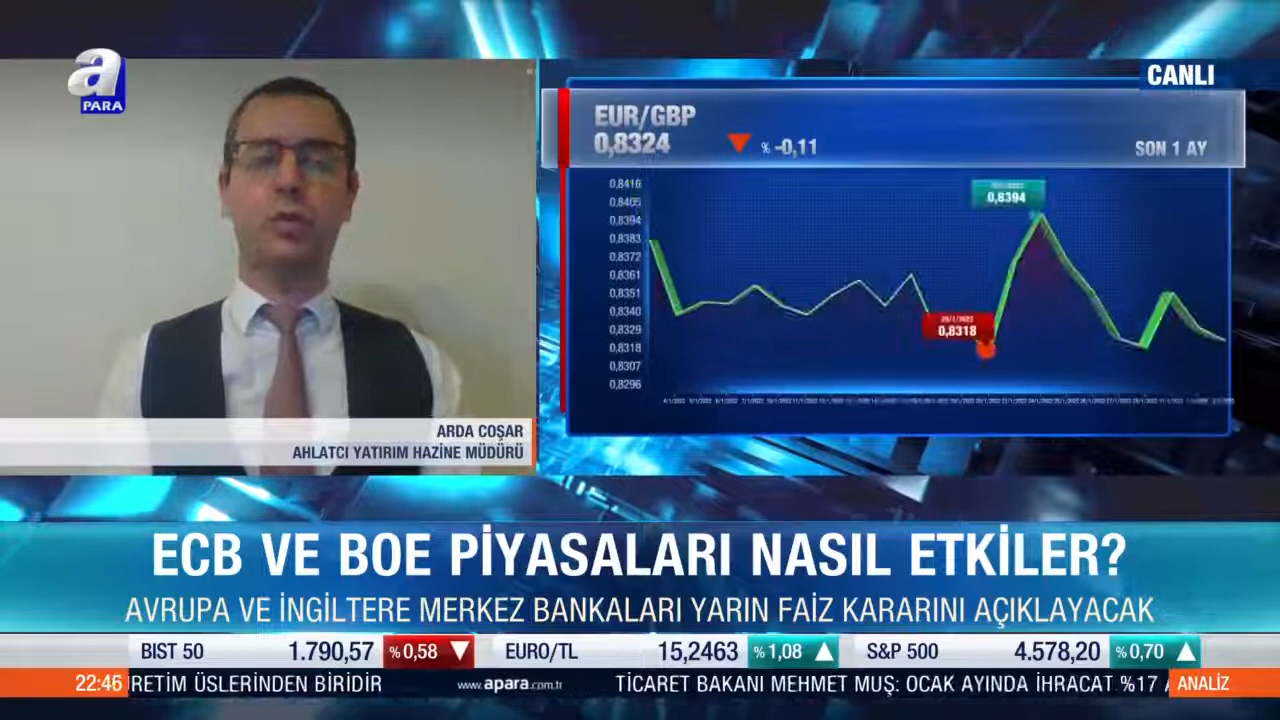 a
PARA
CANLI
EUR/GBP
0,8324
% -0,11
SON 1 AY
0,8416
0,8405
0,8394
0,8383
0,8372
0,8361
0,8351
0,8340
0,8329
0,8318
0,8307
0,8296
0,8394
0,8318
ARDA COŞAR
AHLATCI YATIRIM HAZİNE MÜDÜRÜ
ECB VE BOE PİYASALARI NASIL ETKİLER?
AVRUPA VE İNGİLTERE MERKEZ BANKALARI YARIN FAİZ KARARINI AÇIKLAYACAK
BIST 50 1.790,57 %0,58 EURO/TL 15,2463 %1,08 S&P 500 4.578,20 %0,70
22:46 RETİM ÜSLERİNDEN BİRİDİR www.apara.com.tr TİCARET BAKANI MEHMET MUŞ: OCAK AYINDA İHRACAT %17 ANALİZ